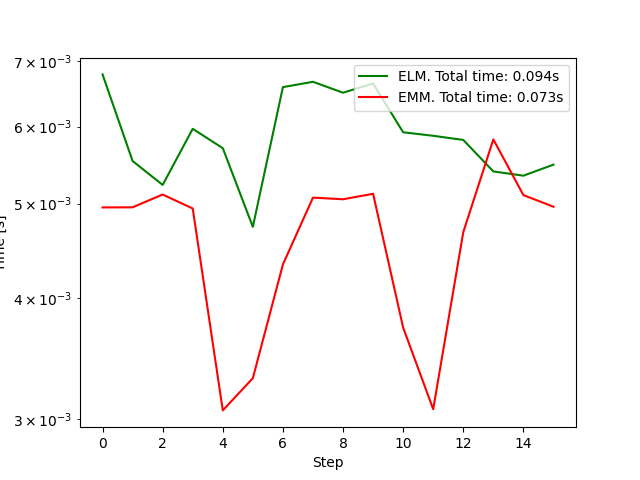 ELM. Total time: 0.094s
EMM. Total time: 0.073s
7 × 10⁻³
6 × 10⁻³
5 × 10⁻³
4 × 10⁻³
3 × 10⁻³
Time [s]
0 2 4 6 8 10 12 14
Step